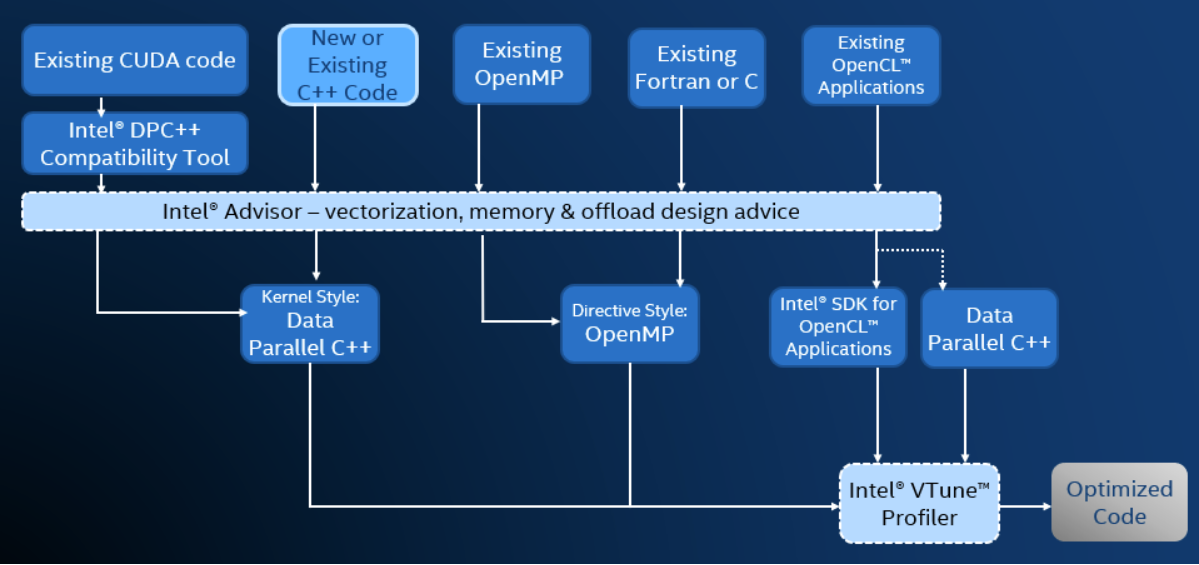 Existing CUDA code
New or
Existing
C++ Code
Existing
OpenMP
Existing
Fortran or C
Existing
OpenCL™
Applications
Intel® DPC++
Compatibility Tool
Intel® Advisor – vectorization, memory & offload design advice
Kernel Style:
Data
Parallel C++
Directive Style:
OpenMP
Intel® SDK for
OpenCL™
Applications
Data
Parallel C++
Intel® VTune™
Profiler
Optimized
Code